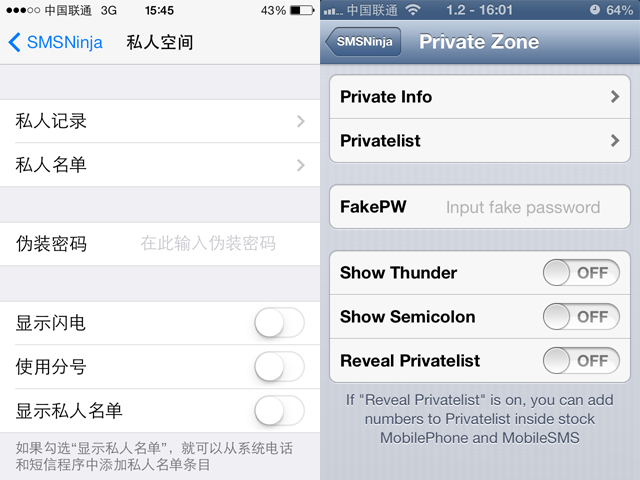 中国联通 3G 15:45 43%
SMSNinja 私人空间
私人记录
私人名单
伪装密码 在此输入伪装密码
显示闪电
使用分号
显示私人名单
如果勾选“显示私人名单”，就可以从系统电话
和短信程序中添加私人名单条目
中国联通 1.2 - 16:01 64%
SMSNinja Private Zone
Private Info
Privatelist
FakePW Input fake password
Show Thunder OFF
Show Semicolon OFF
Reveal Privatelist OFF
If "Reveal Privatelist" is on, you can add
numbers to Privatelist inside stock
MobilePhone and MobileSMS